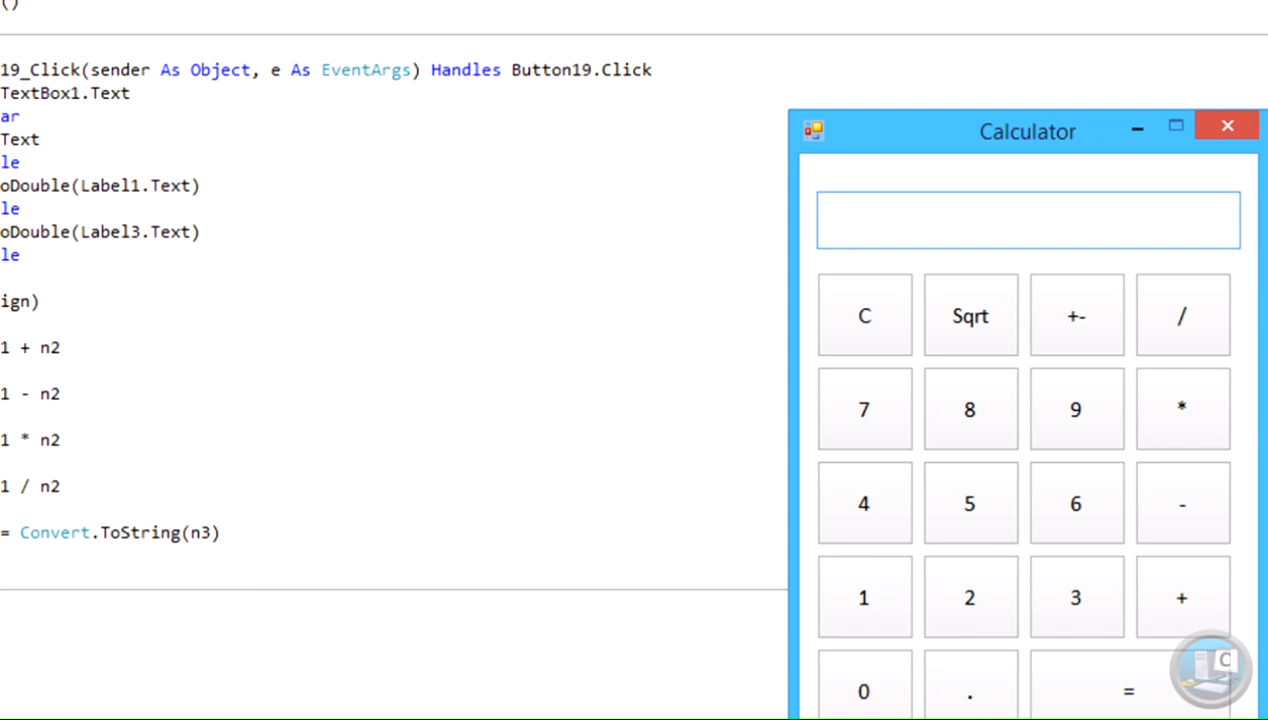 ()
19_Click(sender As Object, e As EventArgs) Handles Button19.Click
TextBox1.Text
ar
Text
le
oDouble(Label1.Text)
le
oDouble(Label3.Text)
le
ign)
1 + n2
1 - n2
1 * n2
1 / n2
= Convert.ToString(n3)
Calculator
C Sqrt +- /
7 8 9 *
4 5 6 -
1 2 3 +
0 . =
C